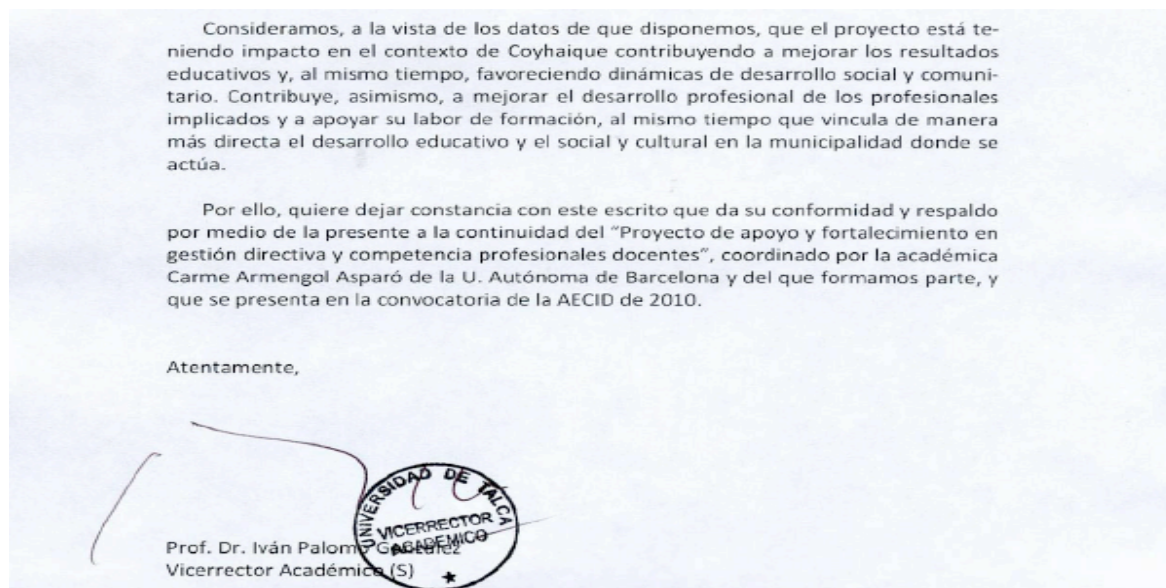 Consideramos, a la vista de los datos de que disponemos, que el proyecto está te-
niendo impacto en el contexto de Coyhaique contribuyendo a mejorar los resultados
educativos y, al mismo tiempo, favoreciendo dinámicas de desarrollo social y comuni-
tario. Contribuye, asimismo, a mejorar el desarrollo profesional de los profesionales
implicados y a apoyar su labor de formación, al mismo tiempo que vincula de manera
más directa el desarrollo educativo y el social y cultural en la municipalidad donde se
actúa.
Por ello, quiere dejar constancia con este escrito que da su conformidad y respaldo
por medio de la presente a la continuidad del "Proyecto de apoyo y fortalecimiento en
gestión directiva y competencia profesionales docentes", coordinado por la académica
Carme Armengol Asparó de la U. Autónoma de Barcelona y del que formamos parte, y
que se presenta en la convocatoria de la AECID de 2010.
Atentamente,
UNIVERSIDAD DE TALCA
VICERRECTOR
ACADEMICO
Prof. Dr. Iván Palomo González
Vicerrector Académico (S)